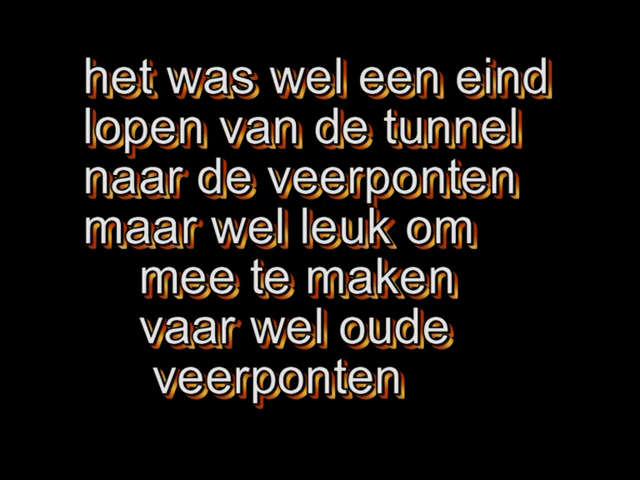 het was wel een eind
lopen van de tunnel
naar de veerponten
maar wel leuk om
mee te maken
vaar wel oude
veerponten